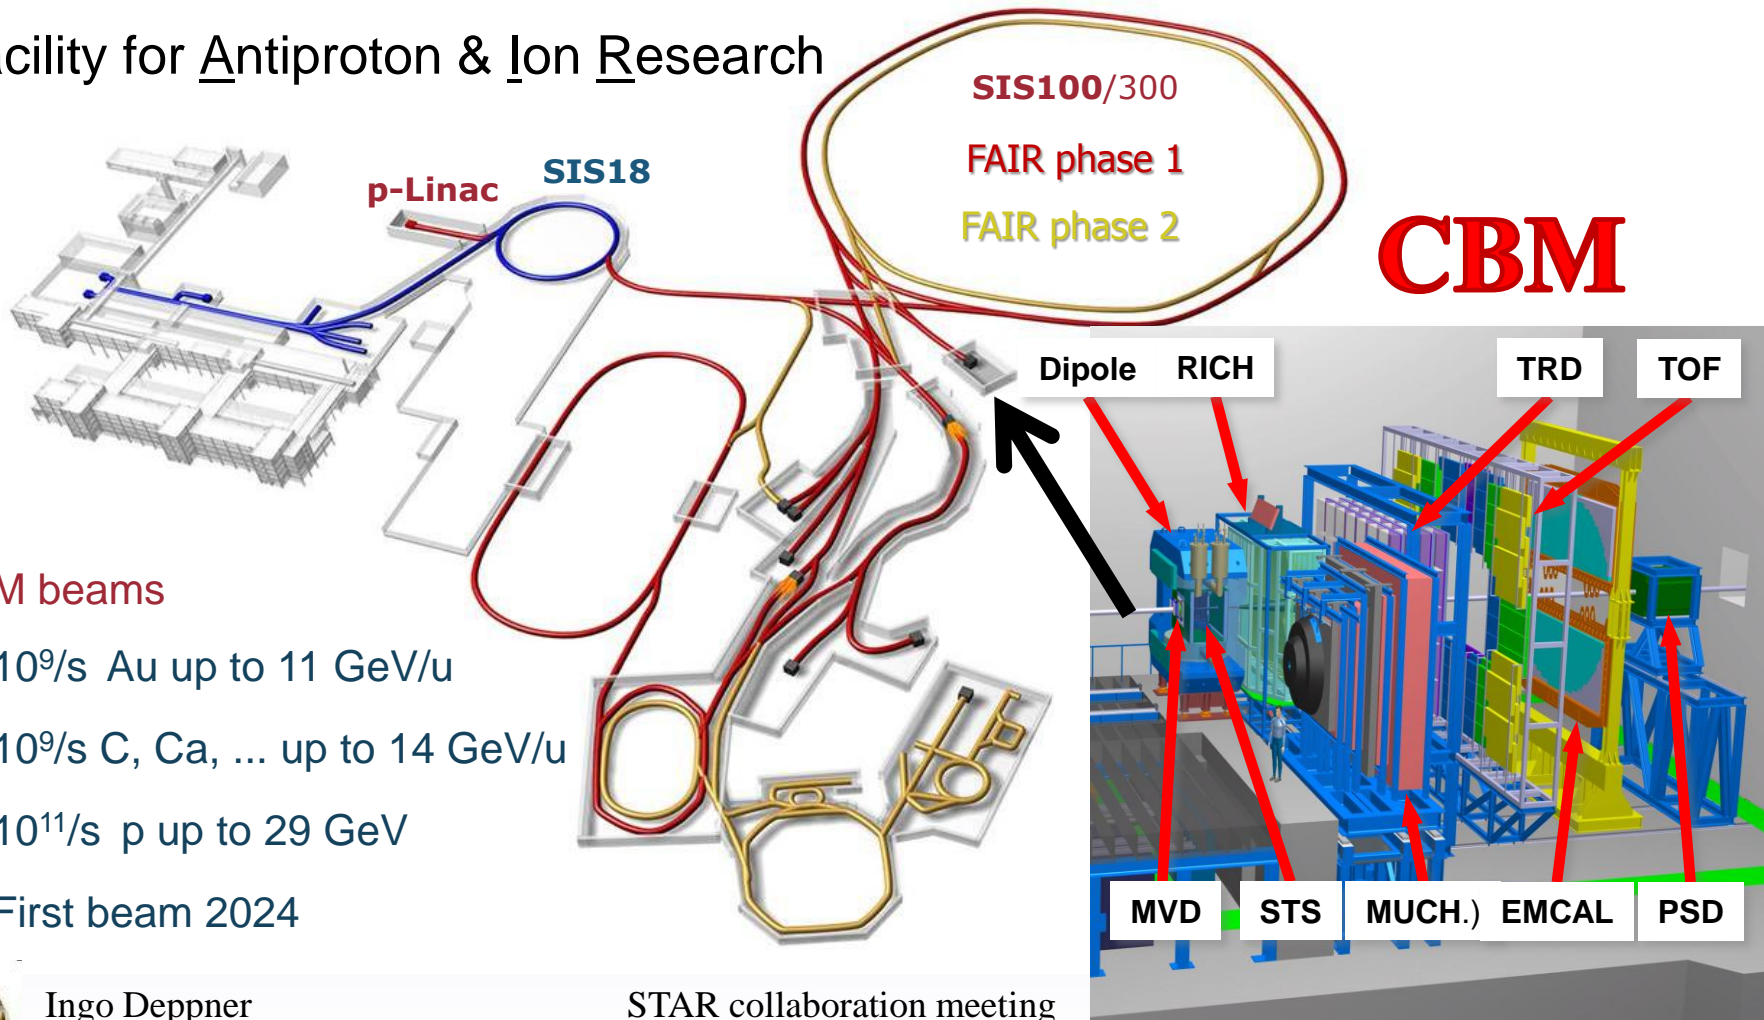 acility for Antiproton & Ion Research
SIS100/300
FAIR phase 1
FAIR phase 2
p-Linac
SIS18
CBM
Dipole
RICH
TRD
TOF
M beams
10⁹/s Au up to 11 GeV/u
10⁹/s C, Ca, ... up to 14 GeV/u
10¹¹/s p up to 29 GeV
First beam 2024
MVD
STS
MUCH.)
EMCAL
PSD
Ingo Deppner
STAR collaboration meeting